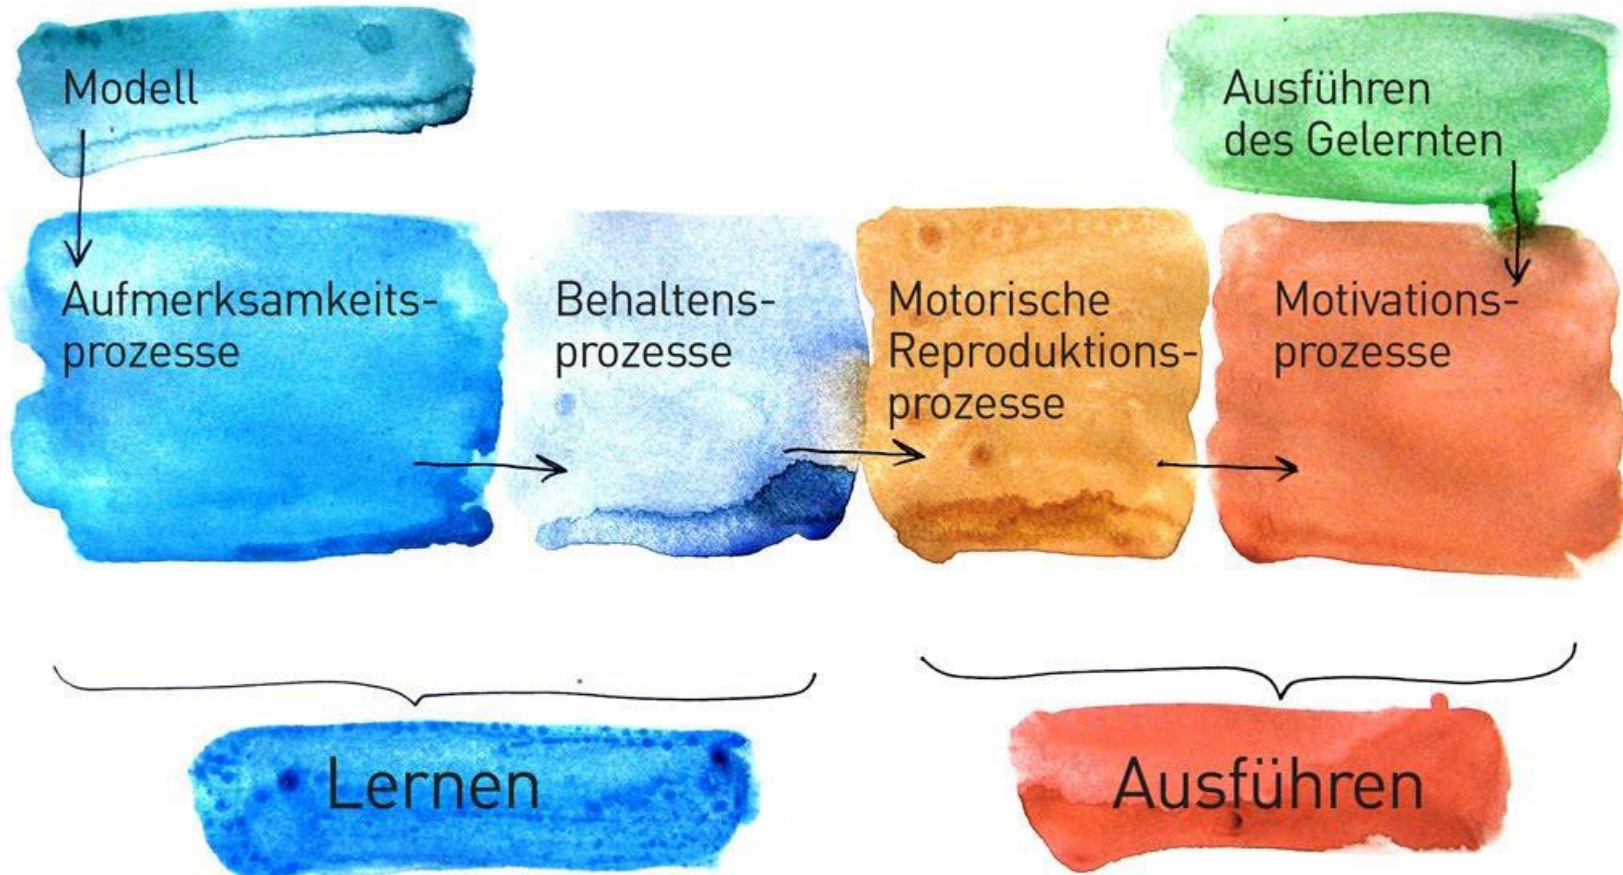 Modell
Ausführen
des Gelernten
Aufmerksamkeits-
prozesse
Behaltens-
prozesse
Motorische
Reproduktions-
prozesse
Motivations-
prozesse
Lernen
Ausführen